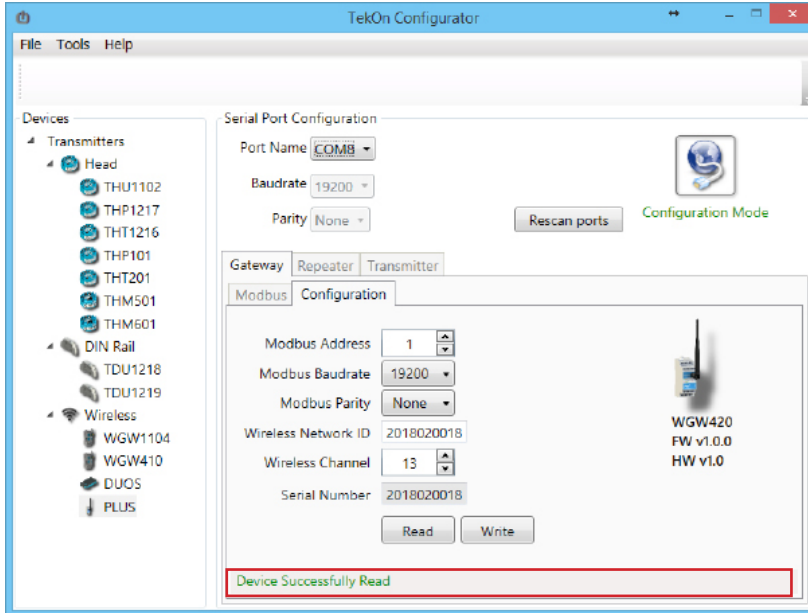 TekOn Configurator
File Tools Help
Devices
Transmitters
Head
THU1102
THP1217
THT1216
THP101
THT201
THM501
THM601
DIN Rail
TDU1218
TDU1219
Wireless
WGW1104
WGW410
DUOS
PLUS
Serial Port Configuration
Port Name COM8
Baudrate 19200
Parity None
Rescan ports
Configuration Mode
Gateway Repeater Transmitter
Modbus Configuration
Modbus Address 1
Modbus Baudrate 19200
Modbus Parity None
Wireless Network ID 2018020018
Wireless Channel 13
Serial Number 2018020018
Read Write
WGW420
FW v1.0.0
HW v1.0
Device Successfully Read